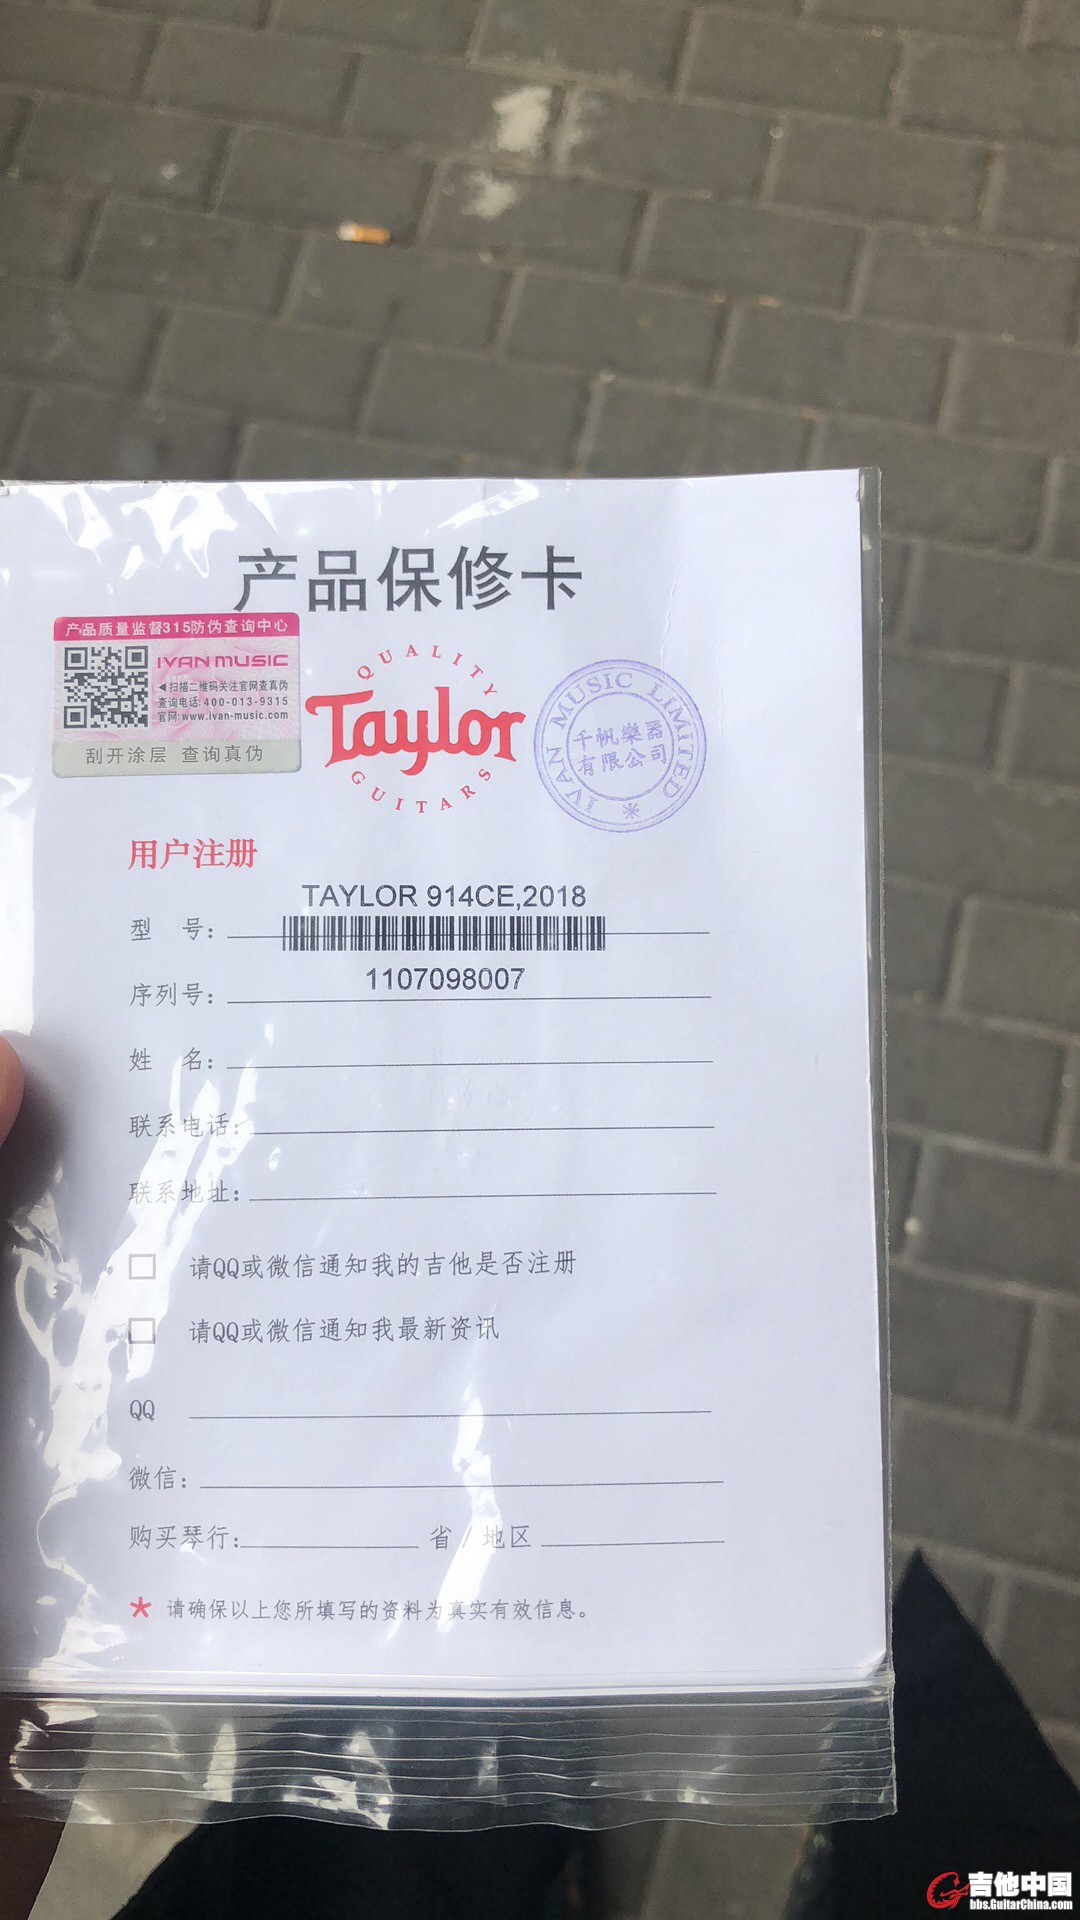 产品保修卡
产品质量监督315防伪查询中心
IVAN MUSIC
◀扫描二维码关注官网查真伪
查询电话:400-013-9315
官网:www.ivan-music.com
刮开涂层 查询真伪
QUALITY
Taylor
GUITARS
IVAN MUSIC LIMITED
千帆樂器
有限公司
用户注册
TAYLOR 914CE,2018
型 号:
1107098007
序列号:
姓 名:
联系电话:
联系地址:
请QQ或微信通知我的吉他是否注册
请QQ或微信通知我最新资讯
QQ
微信:
购买琴行: 省/地区
* 请确保以上您所填写的资料为真实有效信息。
吉他中国
bbs.GuitarChina.com